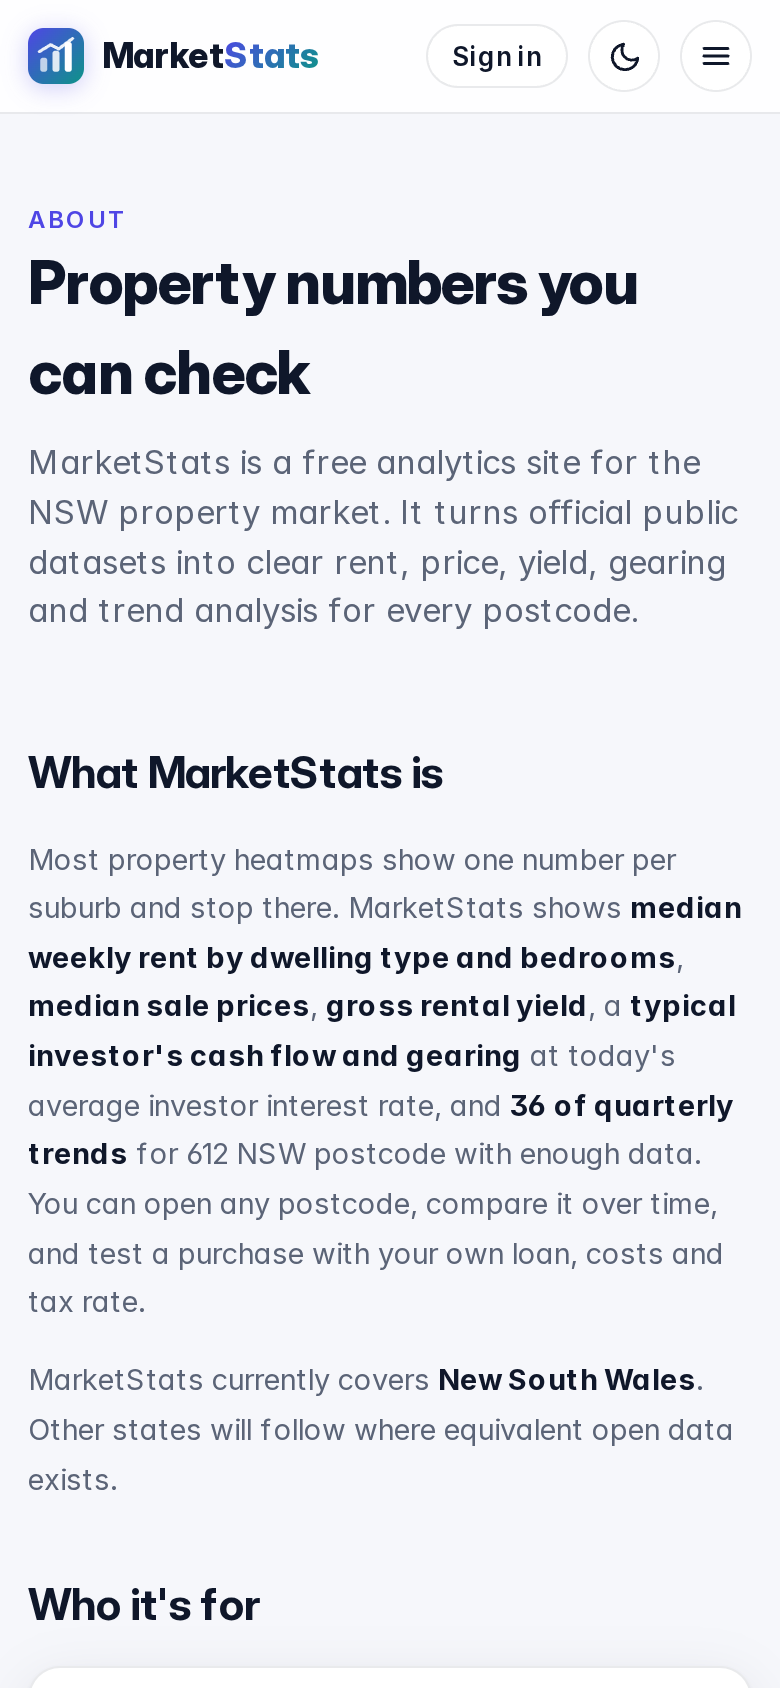 MarketStats
Sign in
ABOUT
Property numbers you
can check
MarketStats is a free analytics site for the
NSW property market. It turns official public
datasets into clear rent, price, yield, gearing
and trend analysis for every postcode.
What MarketStats is
Most property heatmaps show one number per
suburb and stop there. MarketStats shows median
weekly rent by dwelling type and bedrooms,
median sale prices, gross rental yield, a typical
investor's cash flow and gearing at today's
average investor interest rate, and 36 of quarterly
trends for 612 NSW postcode with enough data.
You can open any postcode, compare it over time,
and test a purchase with your own loan, costs and
tax rate.
MarketStats currently covers New South Wales.
Other states will follow where equivalent open data
exists.
Who it's for